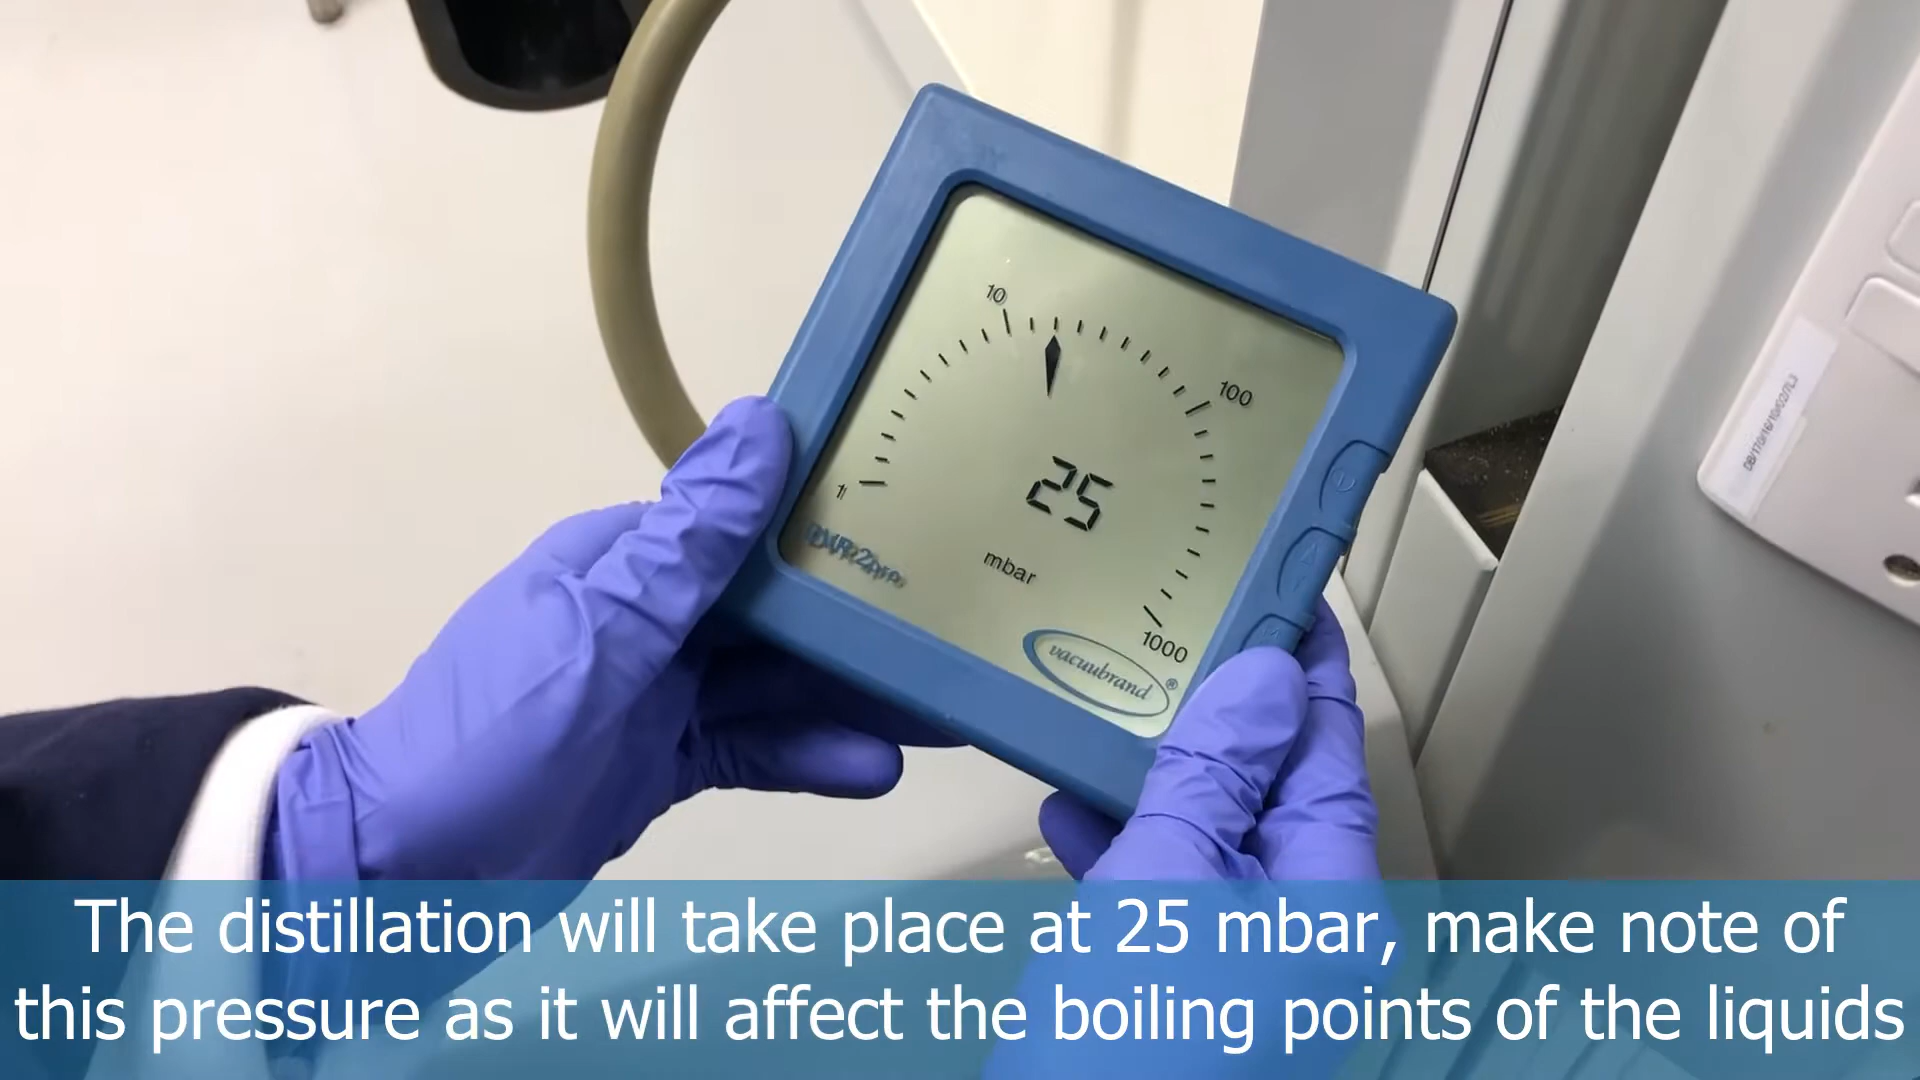 10
100
25
1
mbar
1000
vacuubrand®
The distillation will take place at 25 mbar, make note of
this pressure as it will affect the boiling points of the liquids